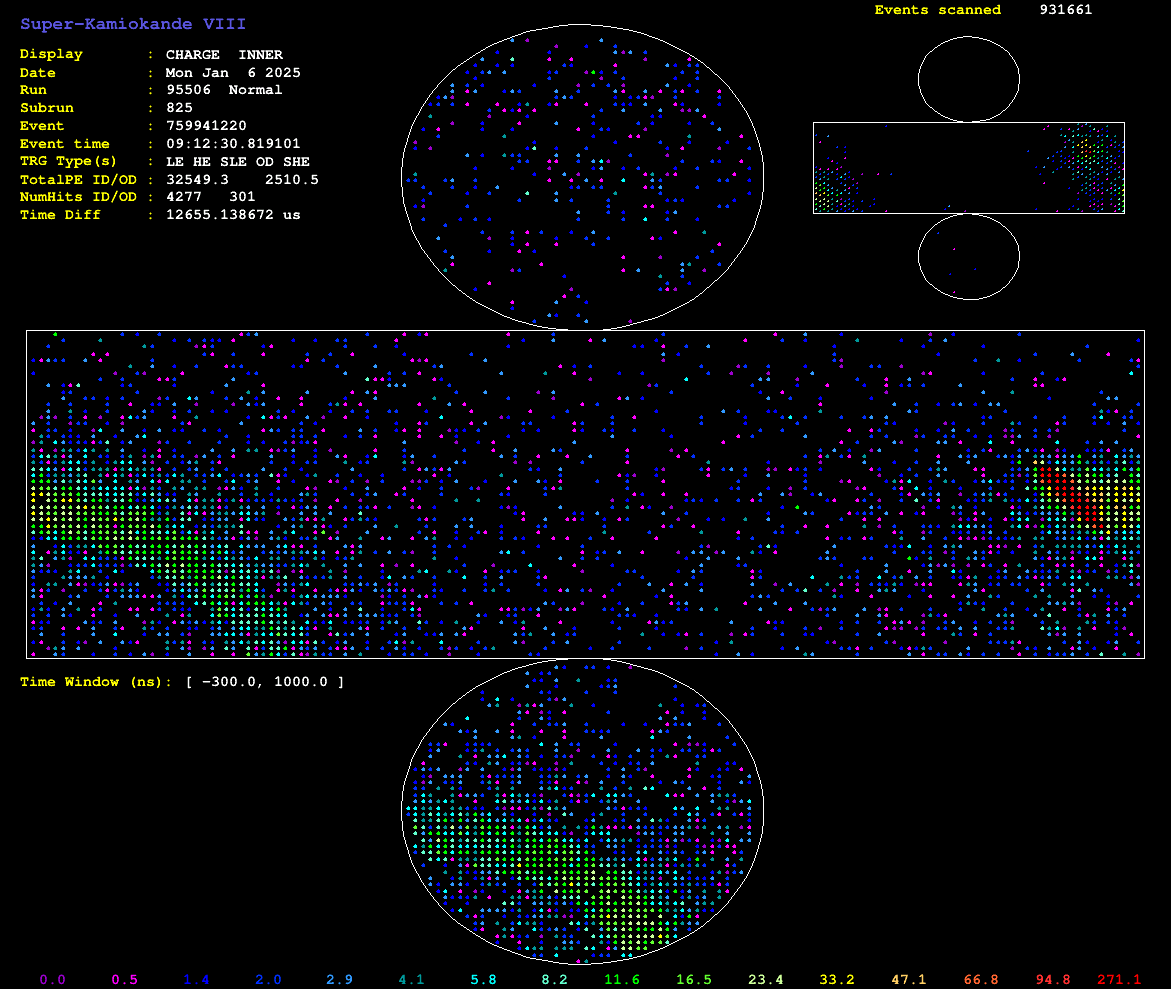 Super-Kamiokande VIII
Events scanned 931661
Display : CHARGE INNER
Date : Mon Jan 6 2025
Run : 95506 Normal
Subrun : 825
Event : 759941220
Event time : 09:12:30.819101
TRG Type(s) : LE HE SLE OD SHE
TotalPE ID/OD : 32549.3 2510.5
NumHits ID/OD : 4277 301
Time Diff : 12655.138672 us
Time Window (ns): [ -300.0, 1000.0 ]
0.0 0.5 1.4 2.0 2.9 4.1 5.8 8.2 11.6 16.5 23.4 33.2 47.1 66.8 94.8 271.1